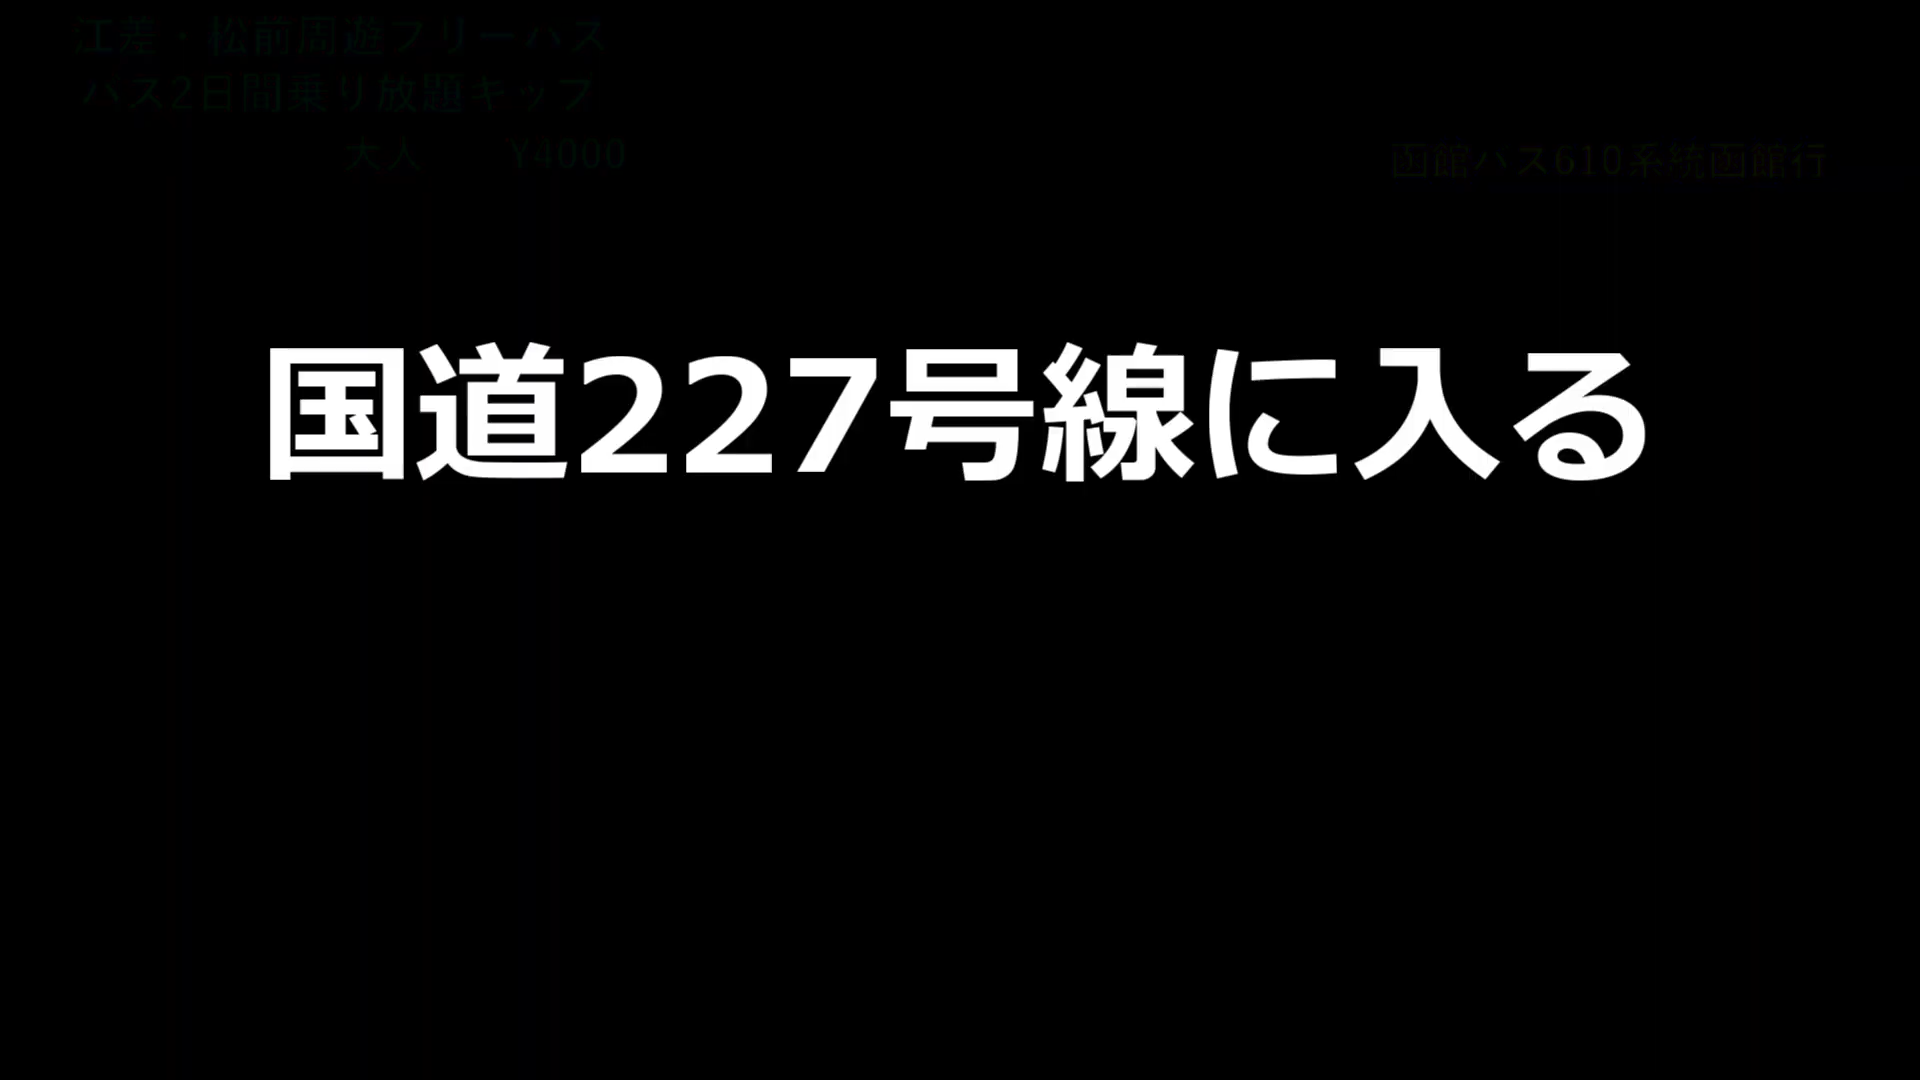 江差・松前周遊フリーパス
バス2日間乗り放題キップ
大人 ¥4000
函館バス610系統函館行
国道227号線に入る